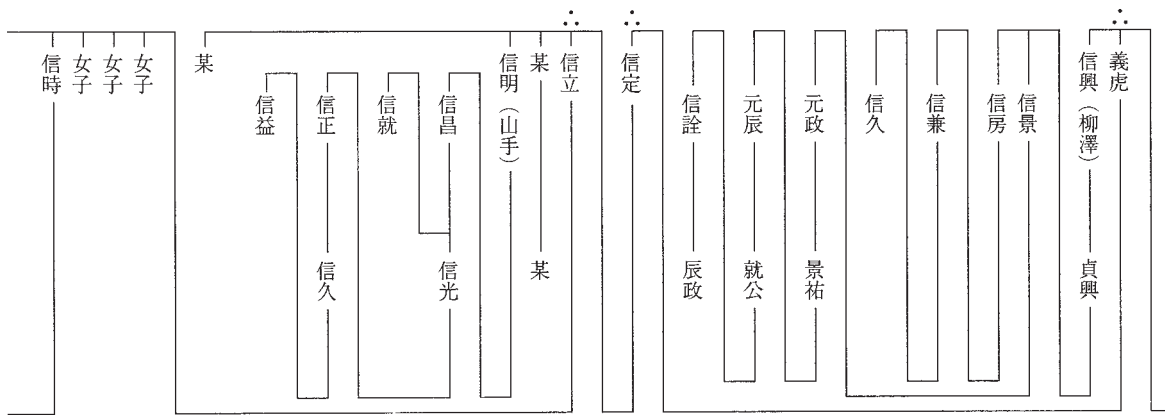 義虎
信興（柳澤）
貞興
信景
信房
信兼
信久
元政
景祐
元辰
就公
信詮
辰政
信定
信立
某
某
信明（山手）
信昌
信光
信就
信正
信久
信益
某
女子
女子
女子
信時